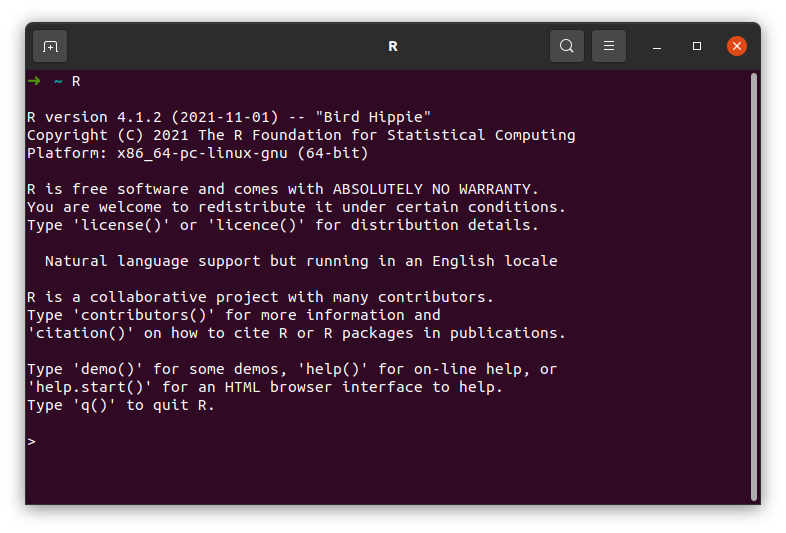 R
➜ ~ R
R version 4.1.2 (2021-11-01) -- "Bird Hippie"
Copyright (C) 2021 The R Foundation for Statistical Computing
Platform: x86_64-pc-linux-gnu (64-bit)
R is free software and comes with ABSOLUTELY NO WARRANTY.
You are welcome to redistribute it under certain conditions.
Type 'license()' or 'licence()' for distribution details.
Natural language support but running in an English locale
R is a collaborative project with many contributors.
Type 'contributors()' for more information and
'citation()' on how to cite R or R packages in publications.
Type 'demo()' for some demos, 'help()' for on-line help, or
'help.start()' for an HTML browser interface to help.
Type 'q()' to quit R.
>